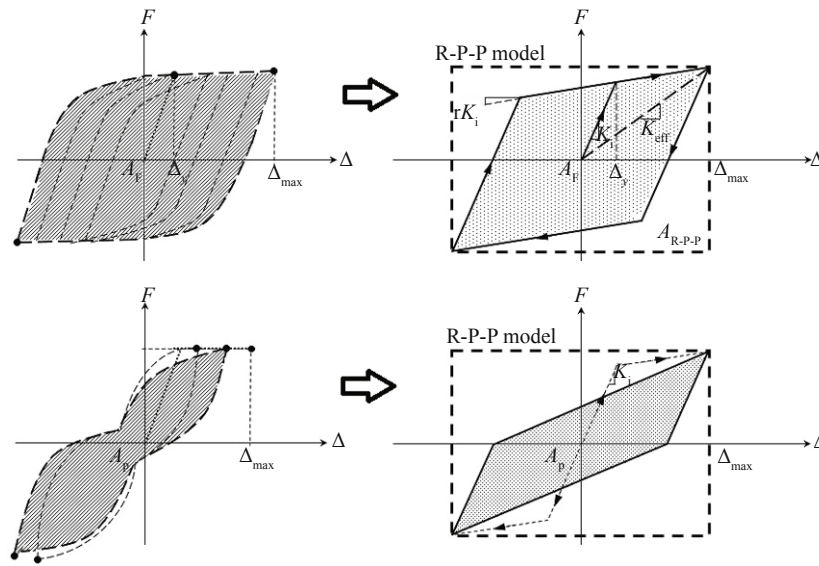 F
Δ
A_F
Δ_y
Δ_max
F
R-P-P model
rK_i
K_i
K_eff
Δ
A_F
Δ_y
Δ_max
A_R-P-P
F
Δ
A_p
Δ_max
F
R-P-P model
K_i
Δ
A_p
Δ_max